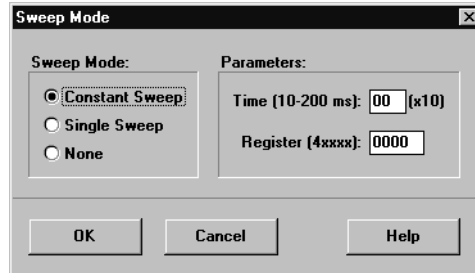 Sweep Mode
Sweep Mode:
Constant Sweep
Single Sweep
None
Parameters:
Time (10-200 ms): 00 (x10)
Register (4xxxx): 0000
OK Cancel Help